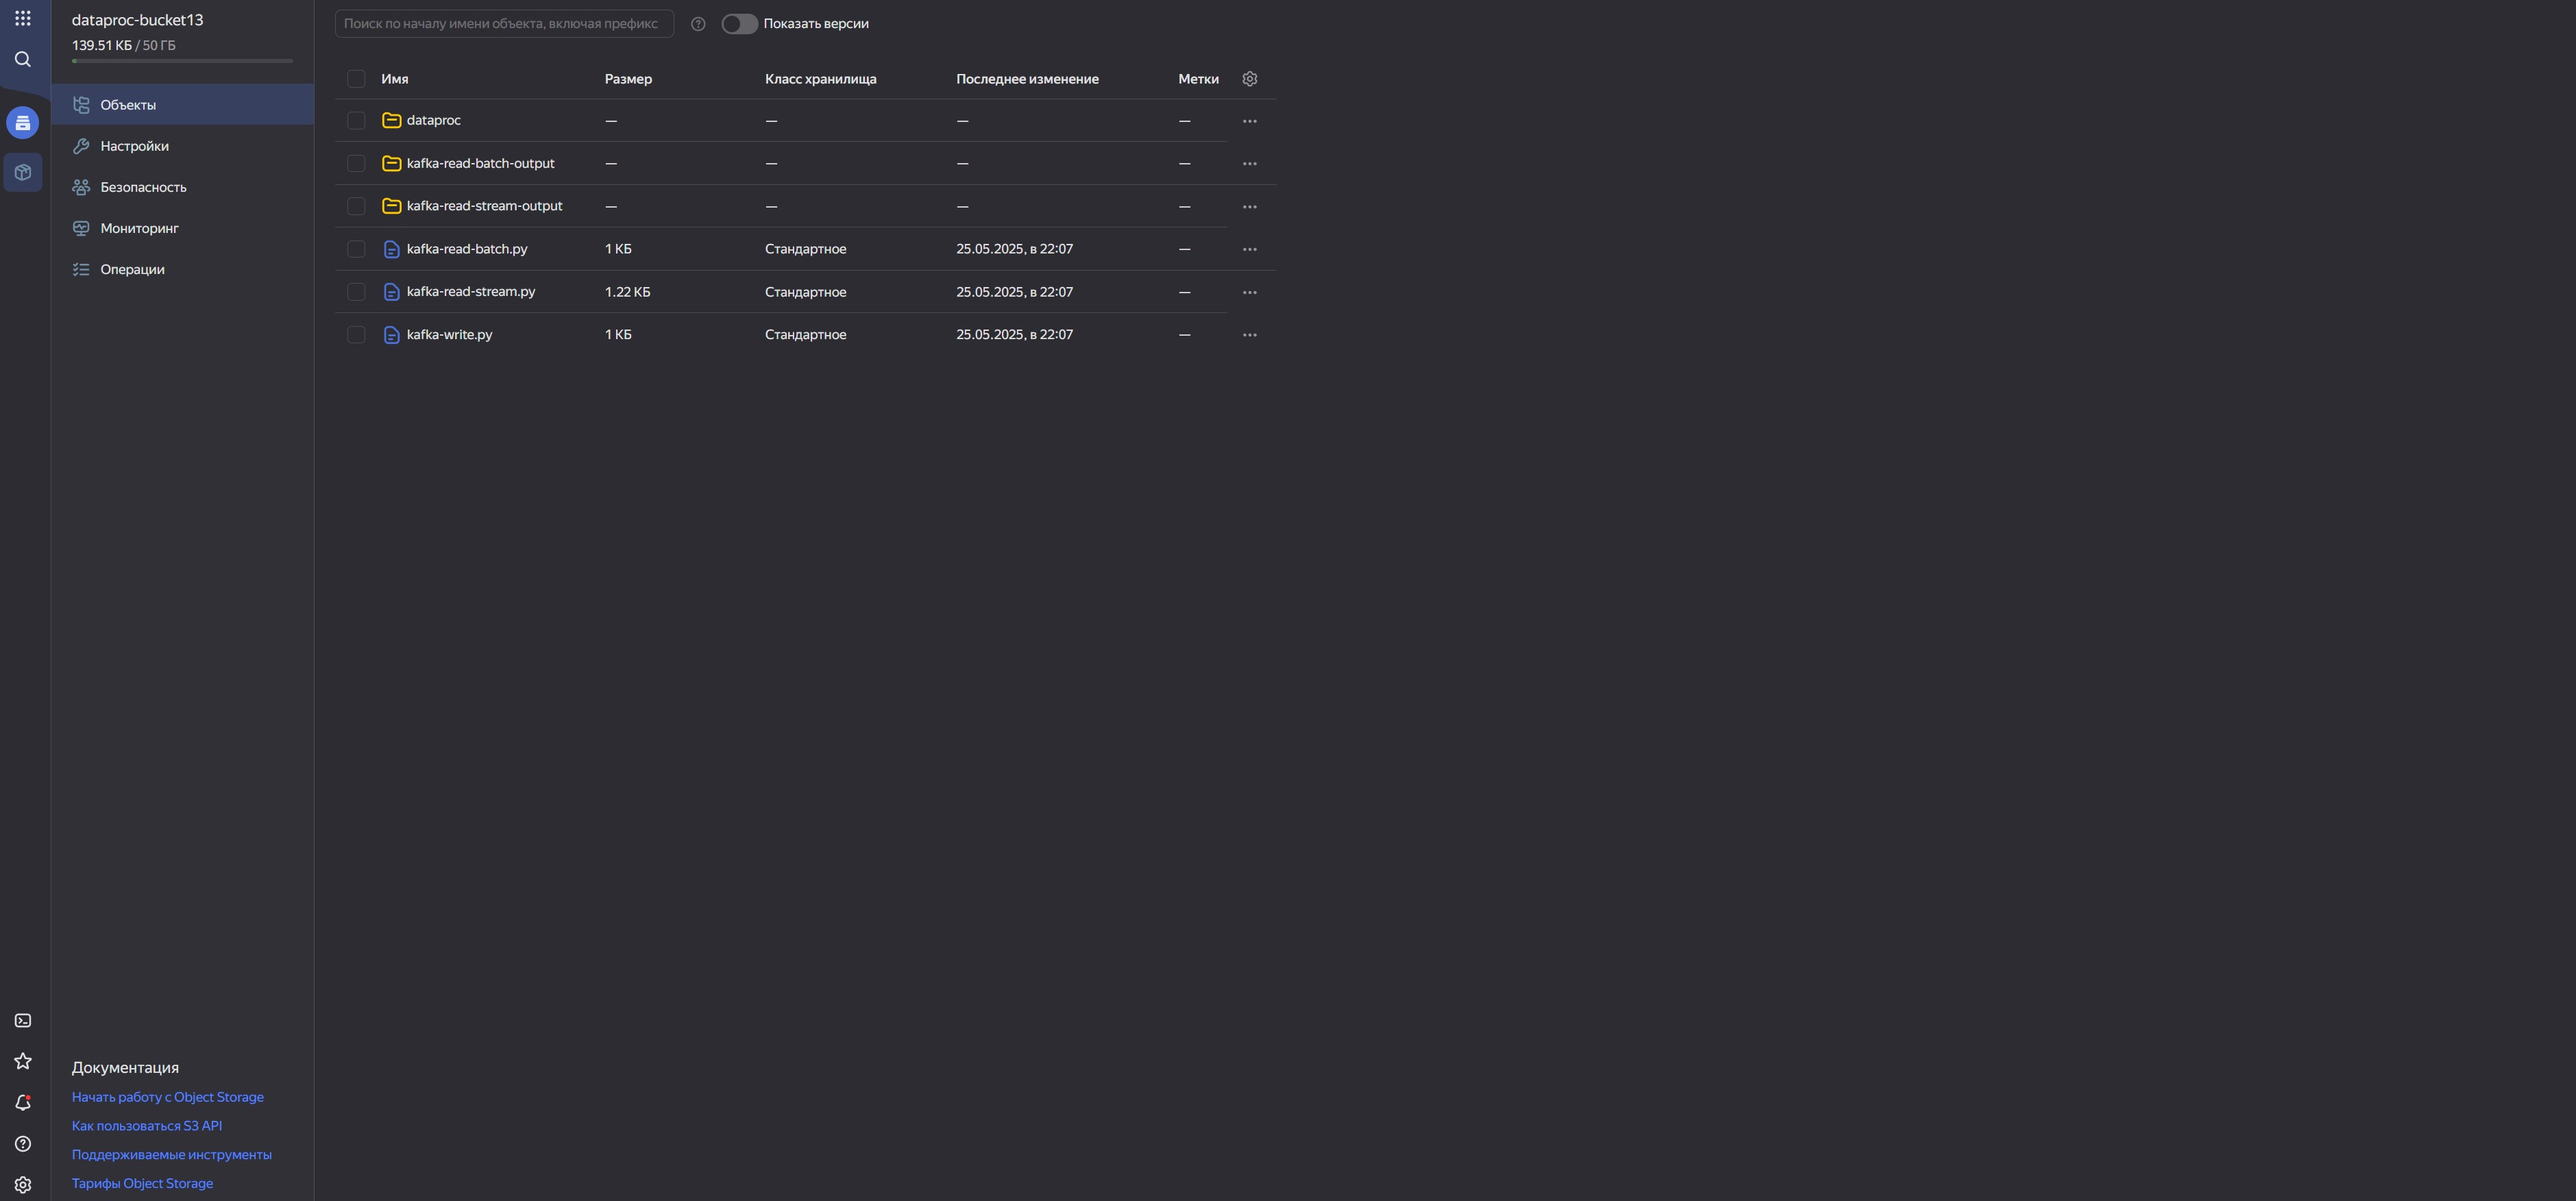 dataproc-bucket13
139.51 КБ / 50 ГБ
Объекты
Настройки
Безопасность
Мониторинг
Операции
Документация
Начать работу с Object Storage
Как пользоваться S3 API
Поддерживаемые инструменты
Тарифы Object Storage
Поиск по началу имени объекта, включая префикс
Показать версии
Имя Размер Класс хранилища Последнее изменение Метки
dataproc — — — —
kafka-read-batch-output — — — —
kafka-read-stream-output — — — —
kafka-read-batch.py 1 КБ Стандартное 25.05.2025, в 22:07 —
kafka-read-stream.py 1.22 КБ Стандартное 25.05.2025, в 22:07 —
kafka-write.py 1 КБ Стандартное 25.05.2025, в 22:07 —